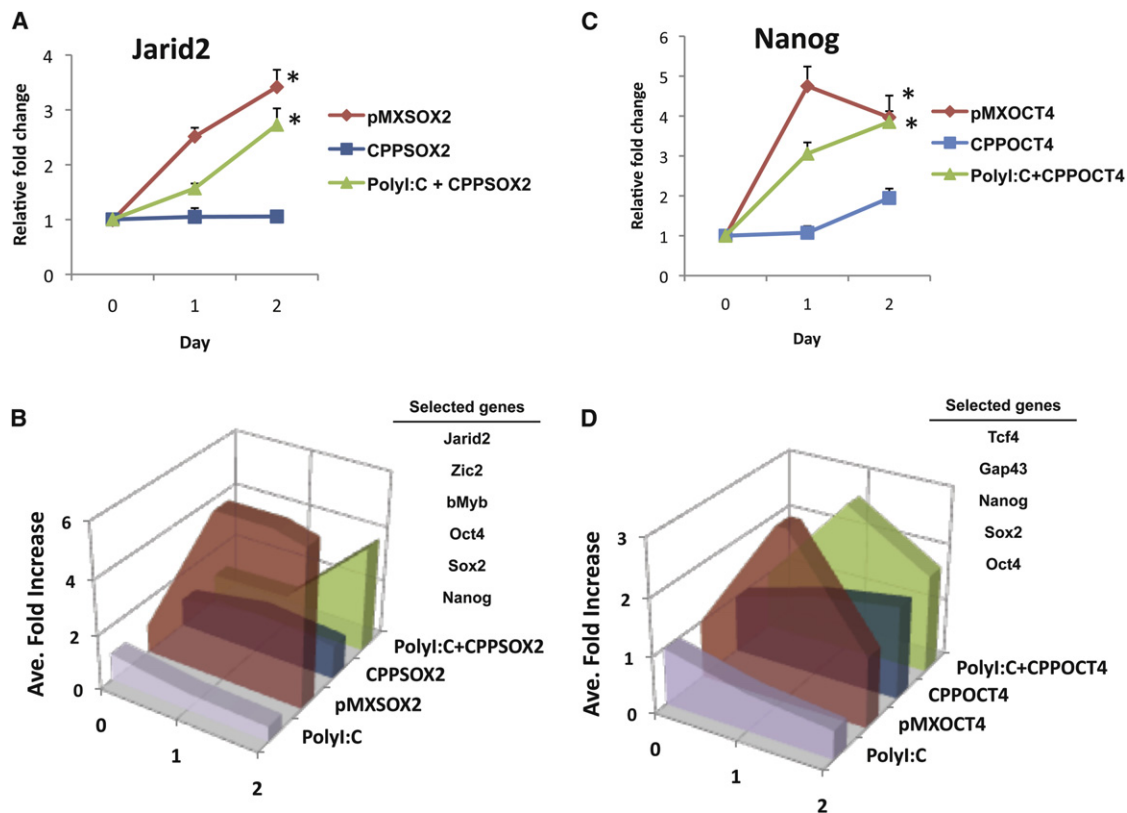 A
Jarid2
Relative fold change
4
3
2
1
0
0 1 2
Day
*
*
pMXSOX2
CPPSOX2
PolyI:C + CPPSOX2
C
Nanog
Relative fold change
6
5
4
3
2
1
0
0 1 2
Day
*
*
pMXOCT4
CPPOCT4
PolyI:C+CPPOCT4
B
Ave. Fold Increase
6
4
2
0
0
1
2
PolyI:C+CPPSOX2
CPPSOX2
pMXSOX2
PolyI:C
Selected genes
Jarid2
Zic2
bMyb
Oct4
Sox2
Nanog
D
Ave. Fold Increase
3
2
1
0
0
1
2
PolyI:C+CPPOCT4
CPPOCT4
pMXOCT4
PolyI:C
Selected genes
Tcf4
Gap43
Nanog
Sox2
Oct4